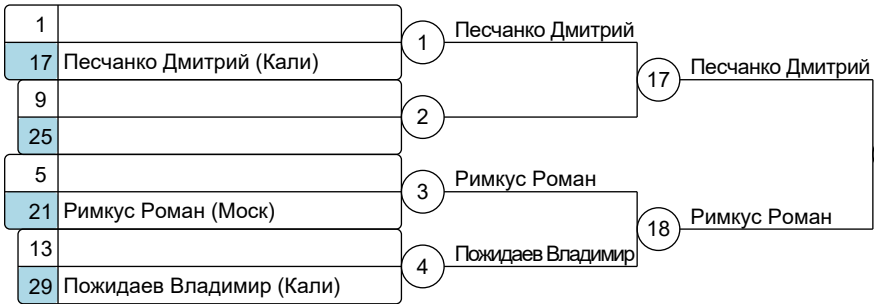 1
Песчанко Дмитрий
17 Песчанко Дмитрий (Кали)
1
17
Песчанко Дмитрий
9
2
25
5
3
Римкус Роман
21 Римкус Роман (Моск)
18
Римкус Роман
13
4
Пожидаев Владимир
29 Пожидаев Владимир (Кали)